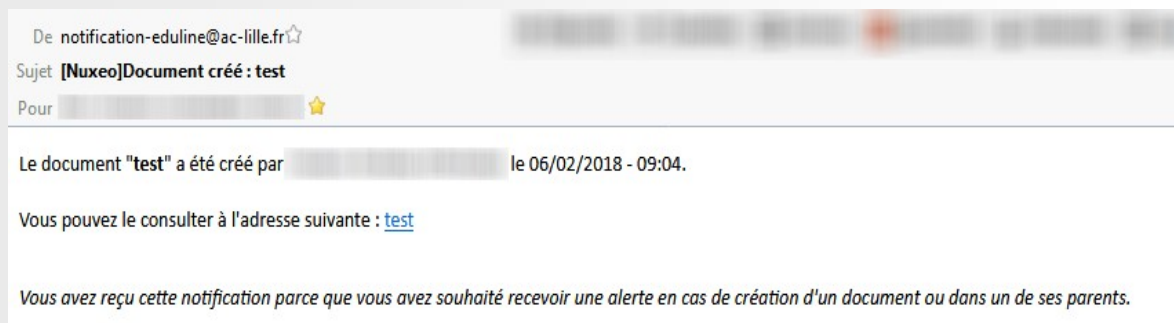 De notification-eduline@ac-lille.fr
Sujet [Nuxeo]Document créé : test
Pour
Le document "test" a été créé par le 06/02/2018 - 09:04.
Vous pouvez le consulter à l'adresse suivante : test
Vous avez reçu cette notification parce que vous avez souhaité recevoir une alerte en cas de création d'un document ou dans un de ses parents.